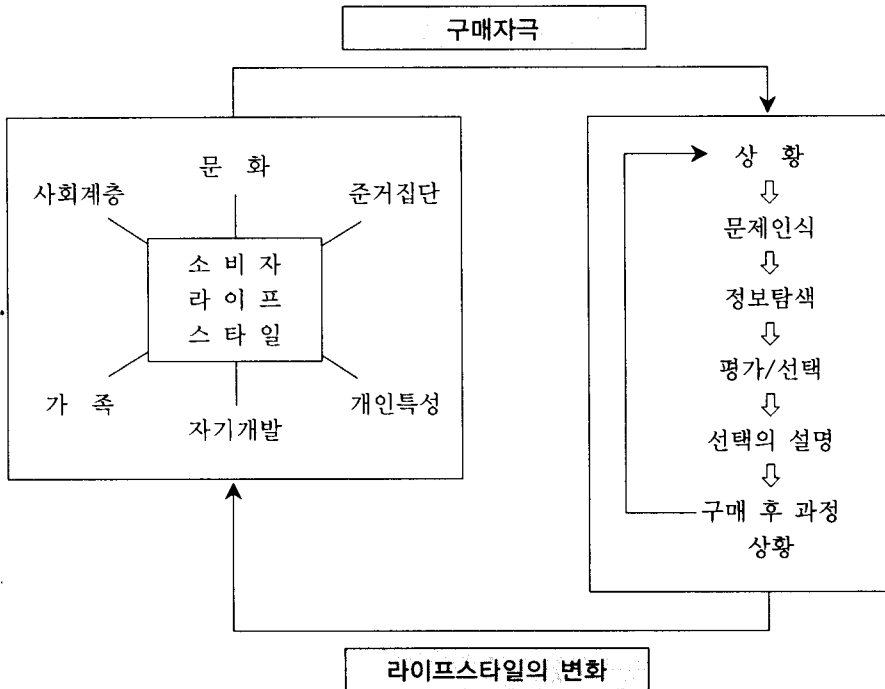 구매자극
문 화
사회계층
준거집단
소 비 자
라 이 프
스 타 일
가 족
자기개발
개인특성
상 황
문제인식
정보탐색
평가/선택
선택의 설명
구매 후 과정
상황
라이프스타일의 변화